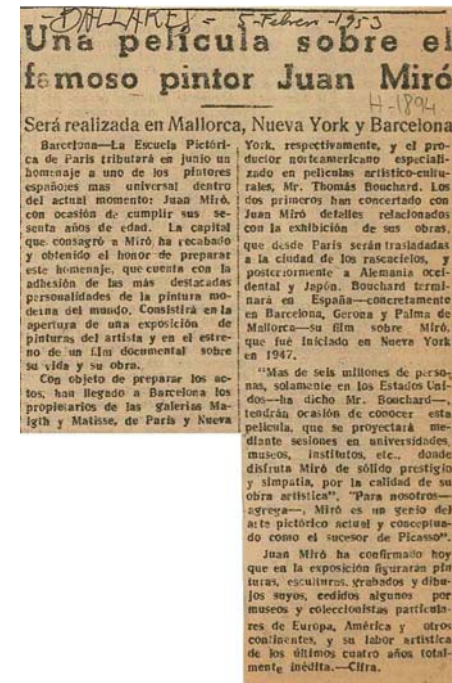 BALEARES = 5-Febrer-1953
Una película sobre el
famoso pintor Juan Miró
H-1894
Será realizada en Mallorca, Nueva York y Barcelona
Barcelona—La Escuela Pictóri-
ca de Paris tributará en junio un
homenaje a uno de los pintores
españoles mas universal dentro
del actual momento: Juan Miró,
con ocasión de cumplir sus se-
senta años de edad. La capital
que consagró a Miró ha recabado
y obtenido el honor de preparar
este homenaje, que cuenta con la
adhesión de las más destacadas
personalidades de la pintura mo-
derna del mundo. Consistirá en la
apertura de una exposición de
pinturas del artista y en el estre-
no de un film documental sobre
su vida y su obra.
Con objeto de preparar los ac-
tos, han llegado a Barcelona los
propietarios de las galerías Ma-
igth y Matisse, de París y Nueva
York, respectivamente, y el pro-
ductor norteamericano especiali-
zado en peliculas artístico-cultu-
rales, Mr. Thomás Bouchard. Los
dos primeros han concertado con
Juan Miró detalles relacionados
con la exhibición de sus obras,
que desde París serán trasladadas
a la ciudad de los rascacielos, y
posteriormente a Alemania occi-
dental y Japón. Bouchard termi-
nará en España—concretamente
en Barcelona, Gerona y Palma de
Mallorca—su film sobre Miró,
que fué iniciado en Nueva York
en 1947.
"Mas de seis millones de perso-
nas, solamente en los Estados Uni-
dos—ha dicho Mr. Bouchard—,
tendrán ocasión de conocer esta
película, que se proyectará me-
diante sesiones en universidades,
museos, institutos, etc., donde
disfruta Miró de sólido prestigio
y simpatía, por la calidad de su
obra artística". "Para nosotros—
agrega—, Miró es un genio del
arte pictórico actual y conceptua-
do como el sucesor de Picasso".
Juan Miró ha confirmado hoy
que en la exposición figurarán pin
turas, esculturas, grabados y dibu-
jos suyos, cedidos algunos por
museos y coleccionistas particula-
res de Europa, América y otros
continentes, y su labor artística
de los últimos cuatro años total-
mente inédita.—Cifra.